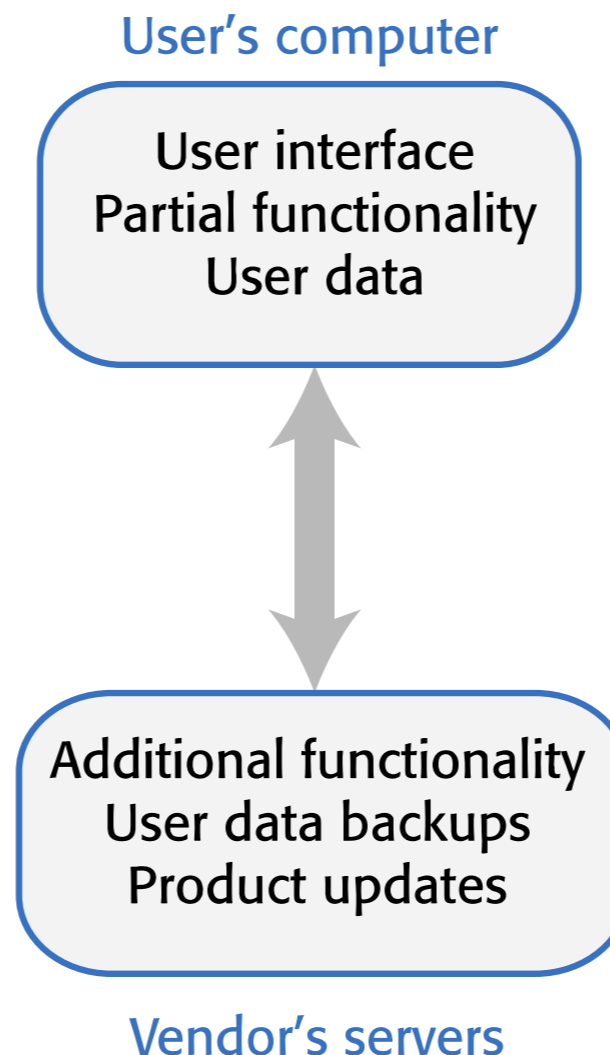 User’s computer
User interface
Partial functionality
User data
Additional functionality
User data backups
Product updates
Vendor’s servers